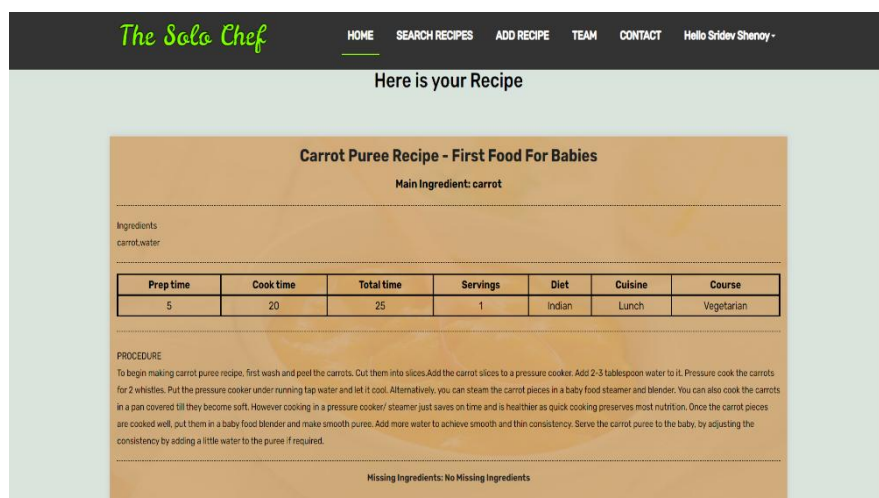 The Solo Chef
HOME SEARCH RECIPES ADD RECIPE TEAM CONTACT Hello Sridev Shenoy
Here is your Recipe
Carrot Puree Recipe - First Food For Babies
Main Ingredient: carrot
Ingredients
carrot,water
Prep time Cook time Total time Servings Diet Cuisine Course
5 20 25 1 Indian Lunch Vegetarian
PROCEDURE
To begin making carrot puree recipe, first wash and peel the carrots. Cut them into slices.Add the carrot slices to a pressure cooker. Add 2-3 tablespoon water to it. Pressure cook the carrots
for 2 whistles. Put the pressure cooker under running tap water and let it cool. Alternatively, you can steam the carrot pieces in a baby food steamer and blender. You can also cook the carrots
in a pan covered till they become soft. However cooking in a pressure cooker/ steamer just saves on time and is healthier as quick cooking preserves most nutrition. Once the carrot pieces
are cooked well, put them in a baby food blender and make smooth puree. Add more water to achieve smooth and thin consistency. Serve the carrot puree to the baby, by adjusting the
consistency by adding a little water to the puree if required.
Missing Ingredients: No Missing Ingredients